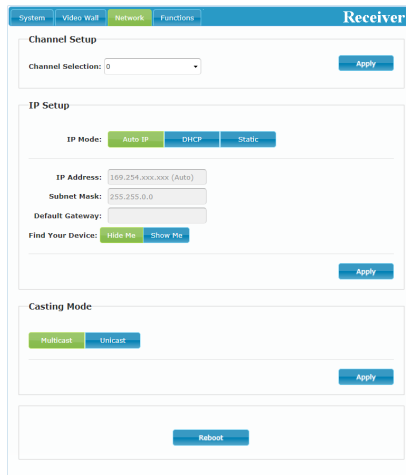 System Video Wall Network Functions Receiver
Channel Setup
Channel Selection: 0 Apply
IP Setup
IP Mode: Auto IP DHCP Static
IP Address: 169.254.xxx.xxx (Auto)
Subnet Mask: 255.255.0.0
Default Gateway:
Find Your Device: Hide Me Show Me
Apply
Casting Mode
Multicast Unicast
Apply
Reboot